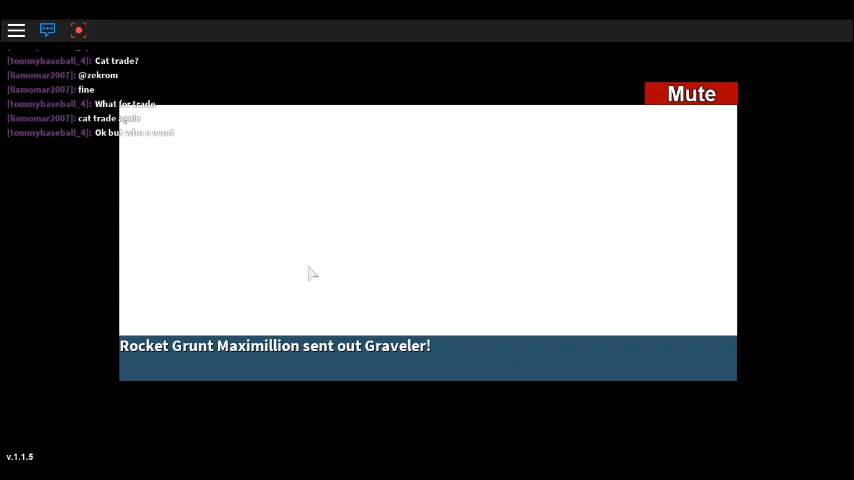 [tommybaseball_4]: Cat trade?
[liamomar2007]: @zekrom
[liamomar2007]: fine
[tommybaseball_4]: What for trade
[liamomar2007]: cat trade again
[tommybaseball_4]: Ok but who u want
Mute
Rocket Grunt Maximillion sent out Graveler!
v.1.1.5